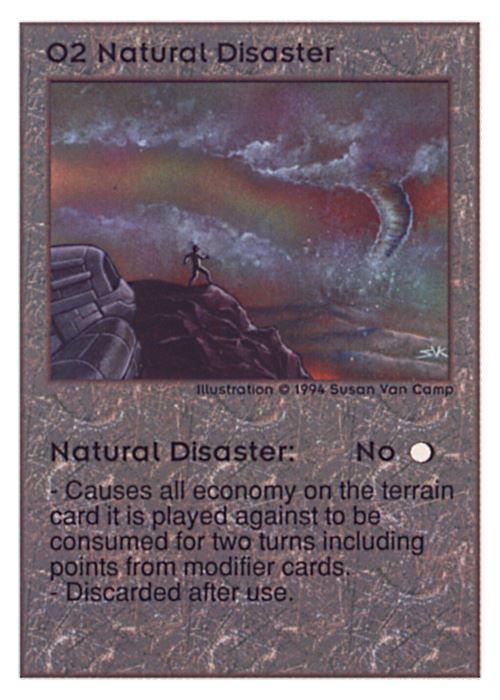 O2 Natural Disaster
SVC
Illustration © 1994 Susan Van Camp
Natural Disaster: No
- Causes all economy on the terrain
card it is played against to be
consumed for two turns including
points from modifier cards.
- Discarded after use.